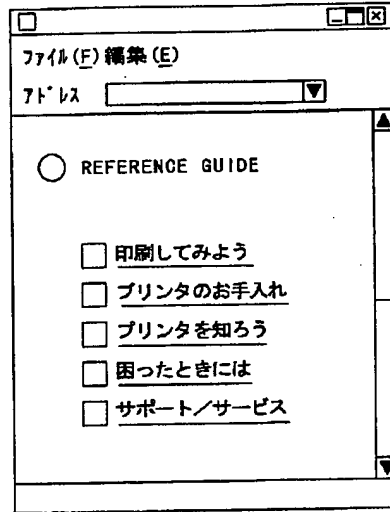 ファイル(F) 編集(E)
アドレス
REFERENCE GUIDE
印刷してみよう
プリンタのお手入れ
プリンタを知ろう
困ったときには
サポート/サービス